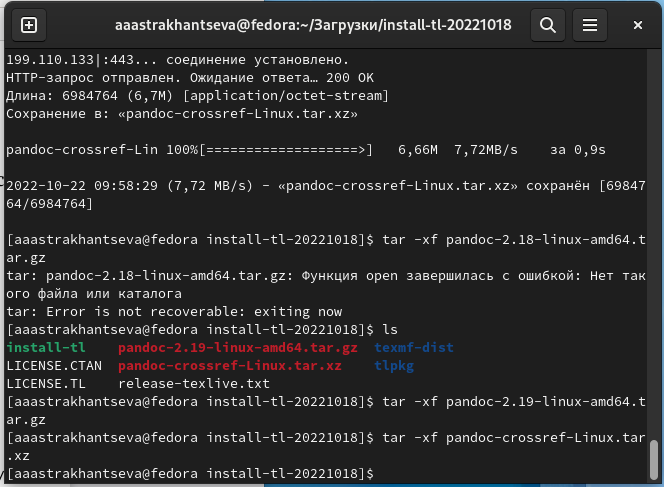 aaastrakhantseva@fedora:~/Загрузки/install-tl-20221018
199.110.133|:443... соединение установлено.
HTTP-запрос отправлен. Ожидание ответа… 200 OK
Длина: 6984764 (6,7M) [application/octet-stream]
Сохранение в: «pandoc-crossref-Linux.tar.xz»
pandoc-crossref-Lin 100%[===================>]   6,66M  7,72MB/s    за 0,9s
2022-10-22 09:58:29 (7,72 MB/s) - «pandoc-crossref-Linux.tar.xz» сохранён [69847
64/6984764]
[aaastrakhantseva@fedora install-tl-20221018]$ tar -xf pandoc-2.18-linux-amd64.t
ar.gz
tar: pandoc-2.18-linux-amd64.tar.gz: Функция open завершилась с ошибкой: Нет так
ого файла или каталога
tar: Error is not recoverable: exiting now
[aaastrakhantseva@fedora install-tl-20221018]$ ls
install-tl    pandoc-2.19-linux-amd64.tar.gz  texmf-dist
LICENSE.CTAN  pandoc-crossref-Linux.tar.xz    tlpkg
LICENSE.TL    release-texlive.txt
[aaastrakhantseva@fedora install-tl-20221018]$ tar -xf pandoc-2.19-linux-amd64.t
ar.gz
[aaastrakhantseva@fedora install-tl-20221018]$ tar -xf pandoc-crossref-Linux.tar
.xz
[aaastrakhantseva@fedora install-tl-20221018]$